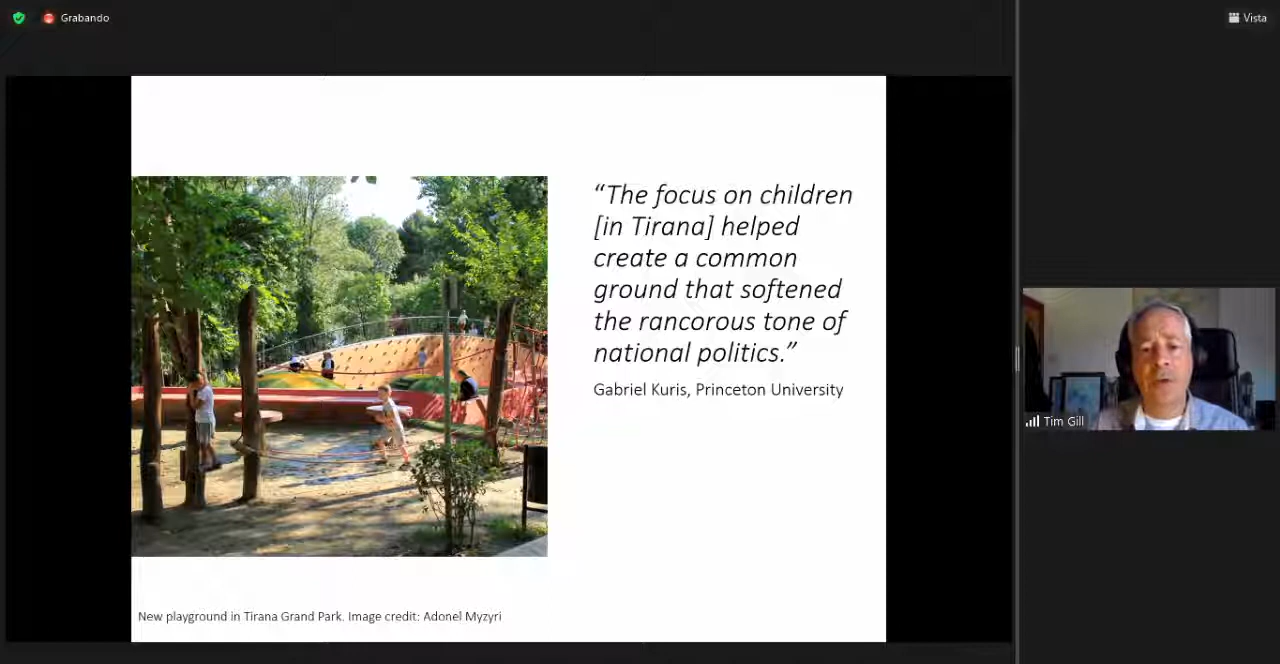 Grabando
Vista
“The focus on children
[in Tirana] helped
create a common
ground that softened
the rancorous tone of
national politics.”
Gabriel Kuris, Princeton University
Tim Gill
New playground in Tirana Grand Park. Image credit: Adonel Myzyri